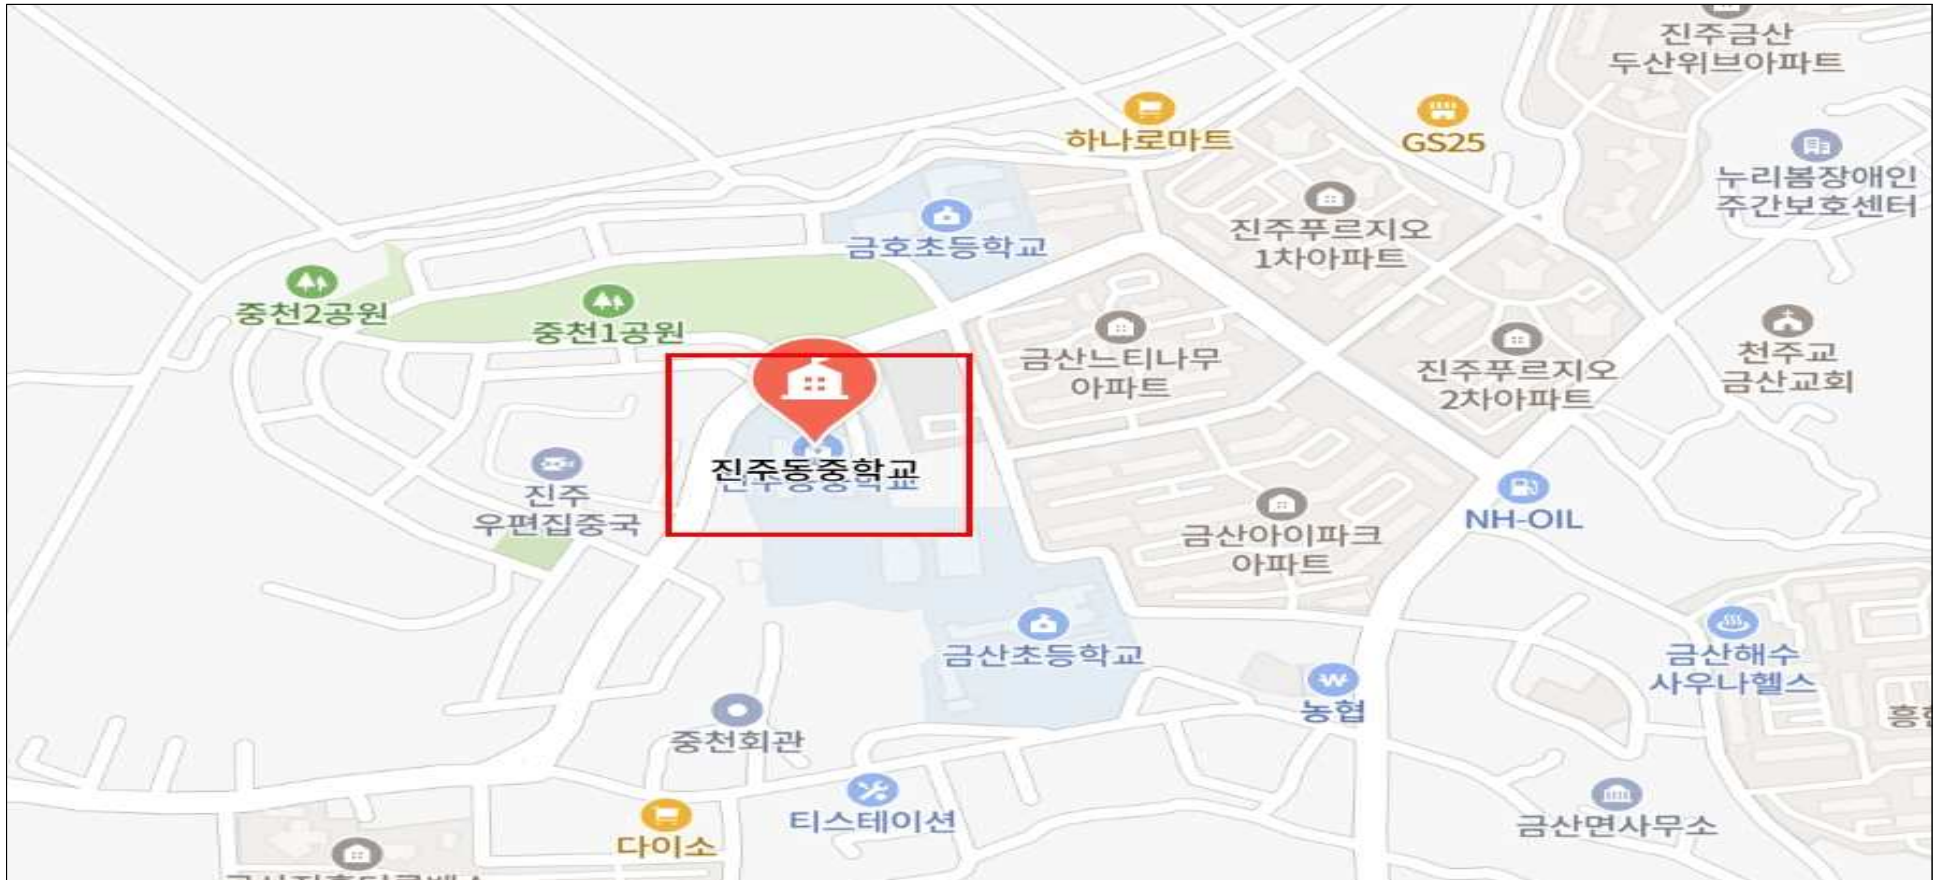 진주금산
두산위브아파트
하나로마트
GS25
누리봄장애인
주간보호센터
금호초등학교
진주푸르지오
1차아파트
중천2공원
중천1공원
금산느티나무
아파트
진주푸르지오
2차아파트
천주교
금산교회
진주동중학교
진주동중학교
진주
우편집중국
NH-OIL
금산아이파크
아파트
금산초등학교
금산해수
사우나헬스
농협
중천회관
티스테이션
다이소
금산면사무소